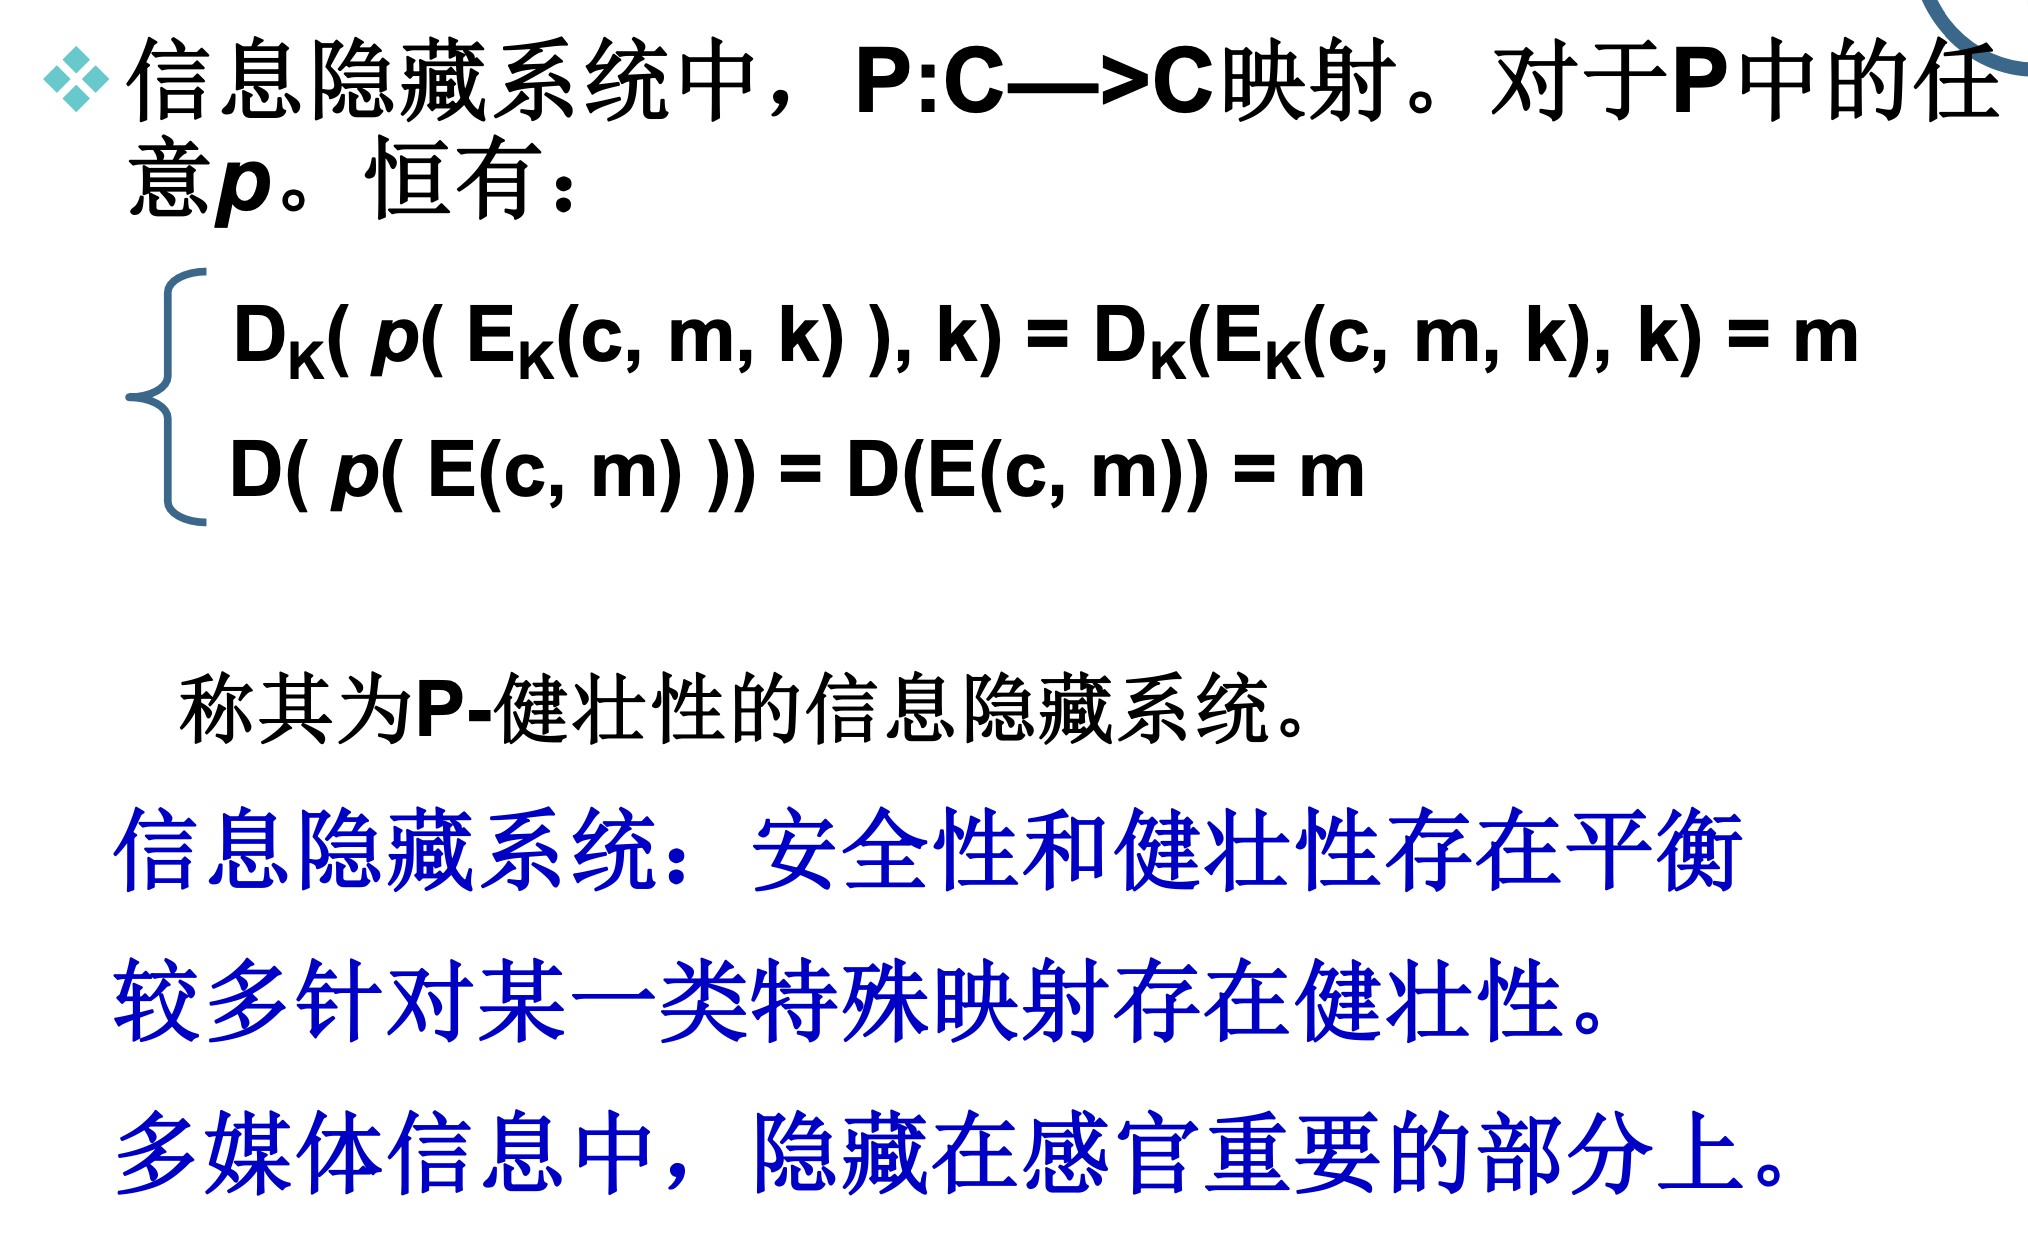 信息隐藏系统中，P:C—>C映射。对于P中的任
意p。恒有：
D_K( p( E_K(c, m, k) ), k) = D_K(E_K(c, m, k), k) = m
D( p( E(c, m) )) = D(E(c, m)) = m
称其为P-健壮性的信息隐藏系统。
信息隐藏系统：安全性和健壮性存在平衡
较多针对某一类特殊映射存在健壮性。
多媒体信息中，隐藏在感官重要的部分上。